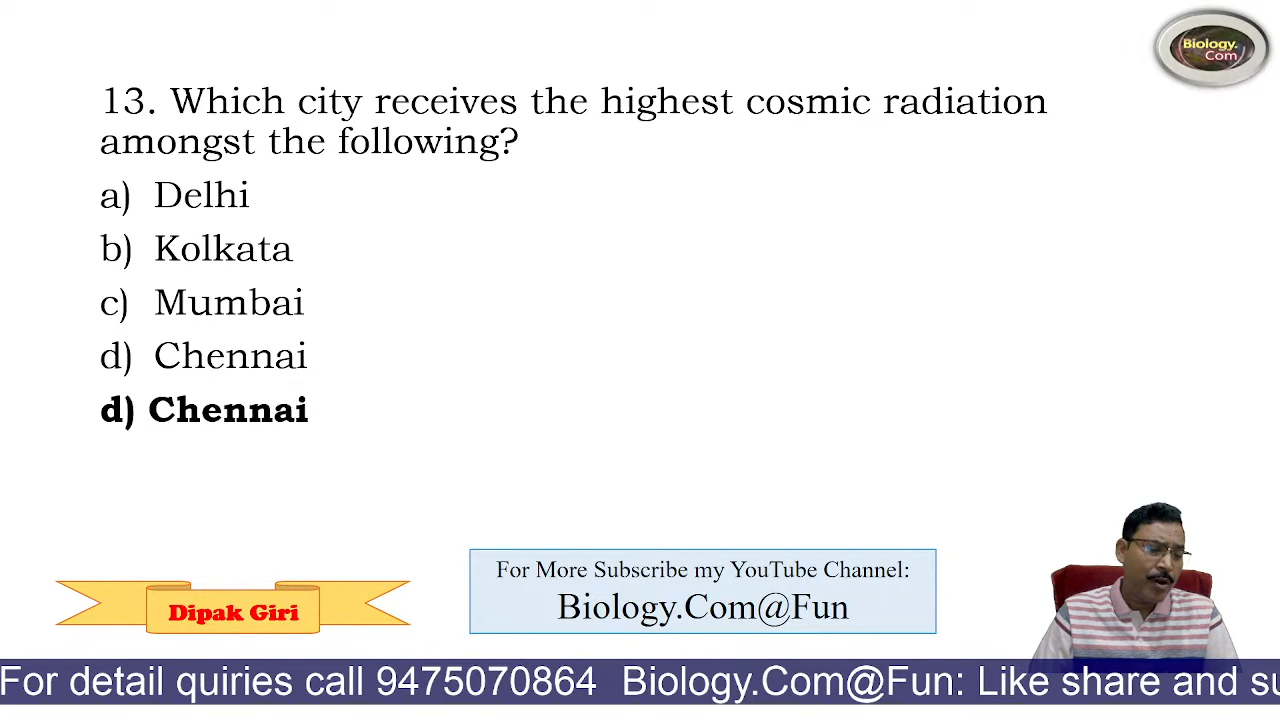 Biology.
Com
13. Which city receives the highest cosmic radiation
amongst the following?
a) Delhi
b) Kolkata
c) Mumbai
d) Chennai
d) Chennai
For More Subscribe my YouTube Channel:
Biology.Com@Fun
Dipak Giri
For detail quiries call 9475070864 Biology.Com@Fun: Like share and su